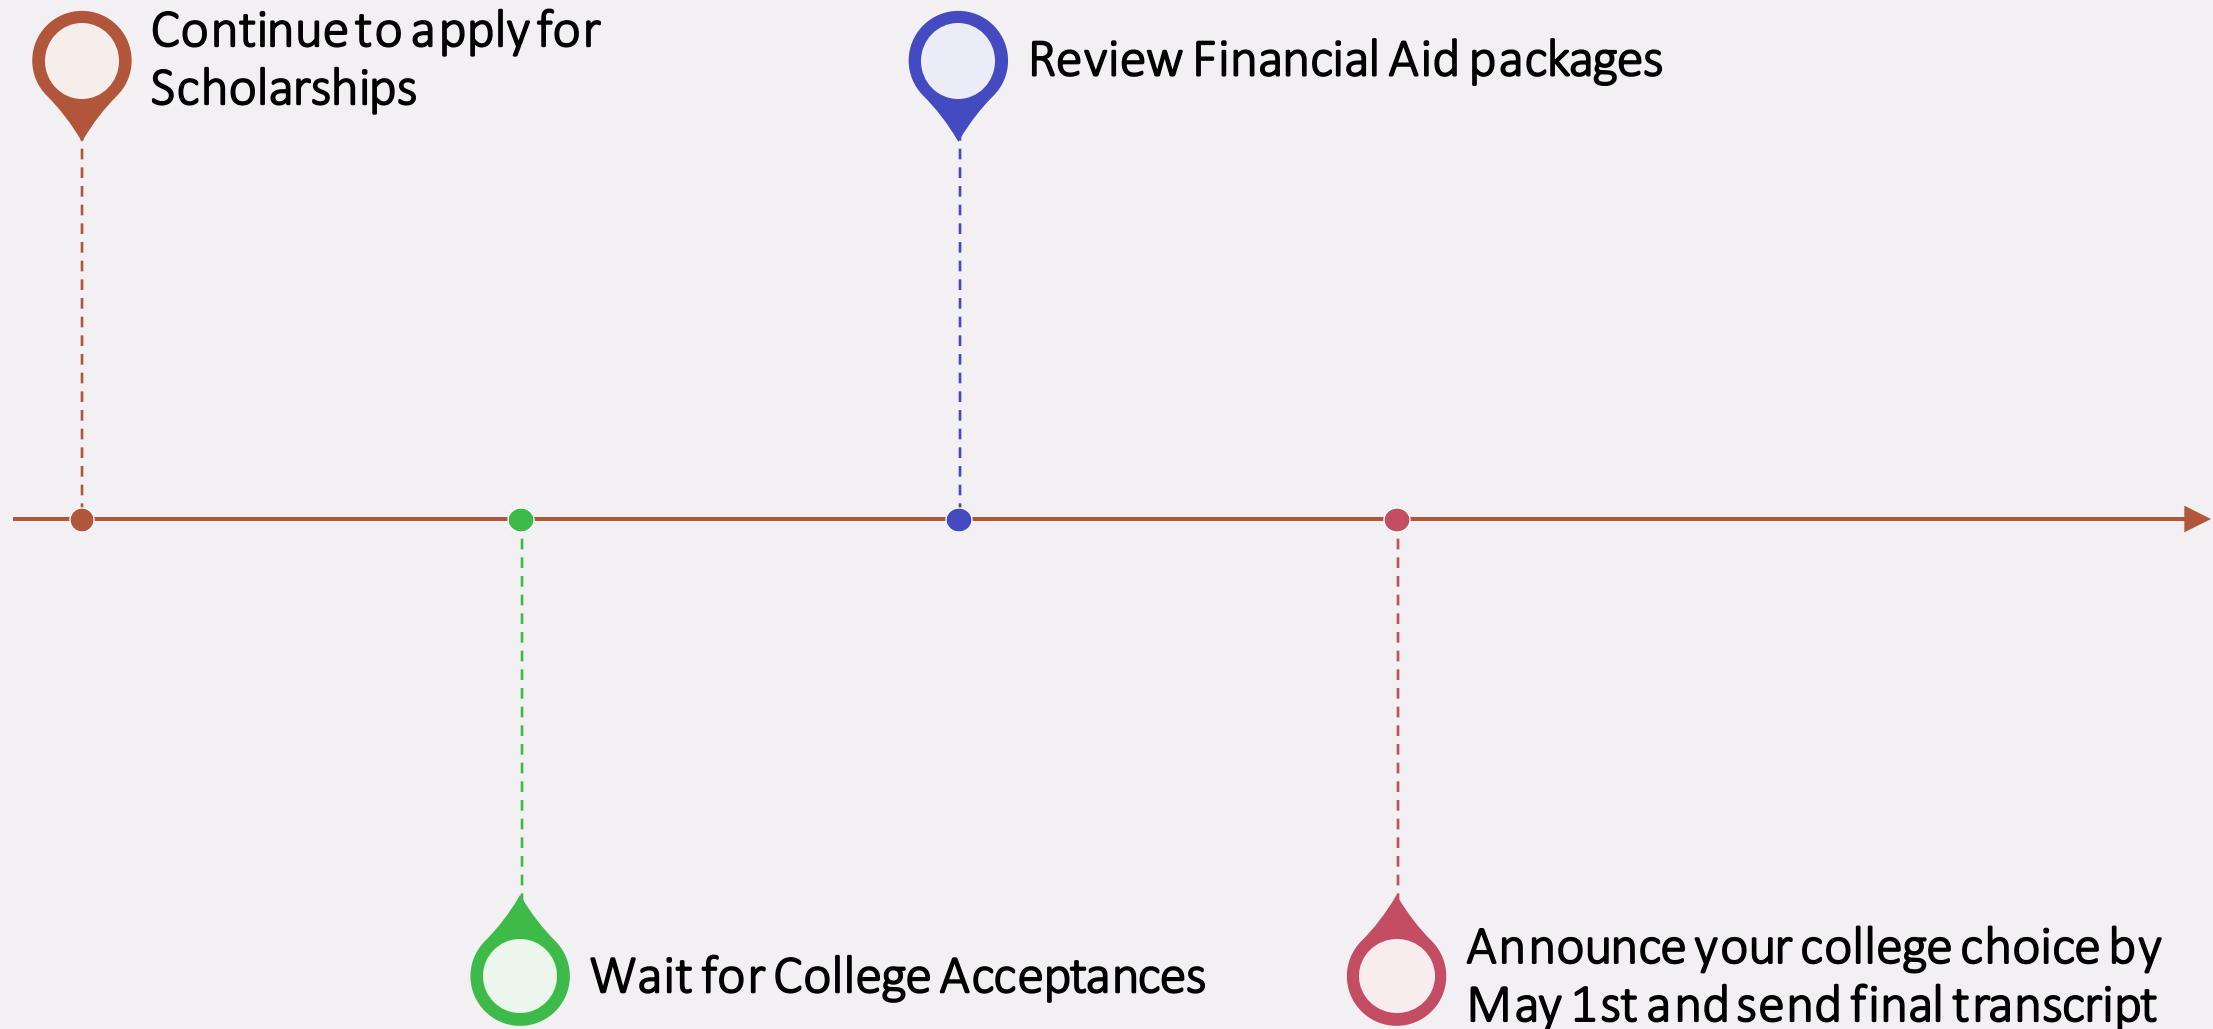 Continue to apply for
Scholarships
Review Financial Aid packages
Wait for College Acceptances
Announce your college choice by
May 1st and send final transcript